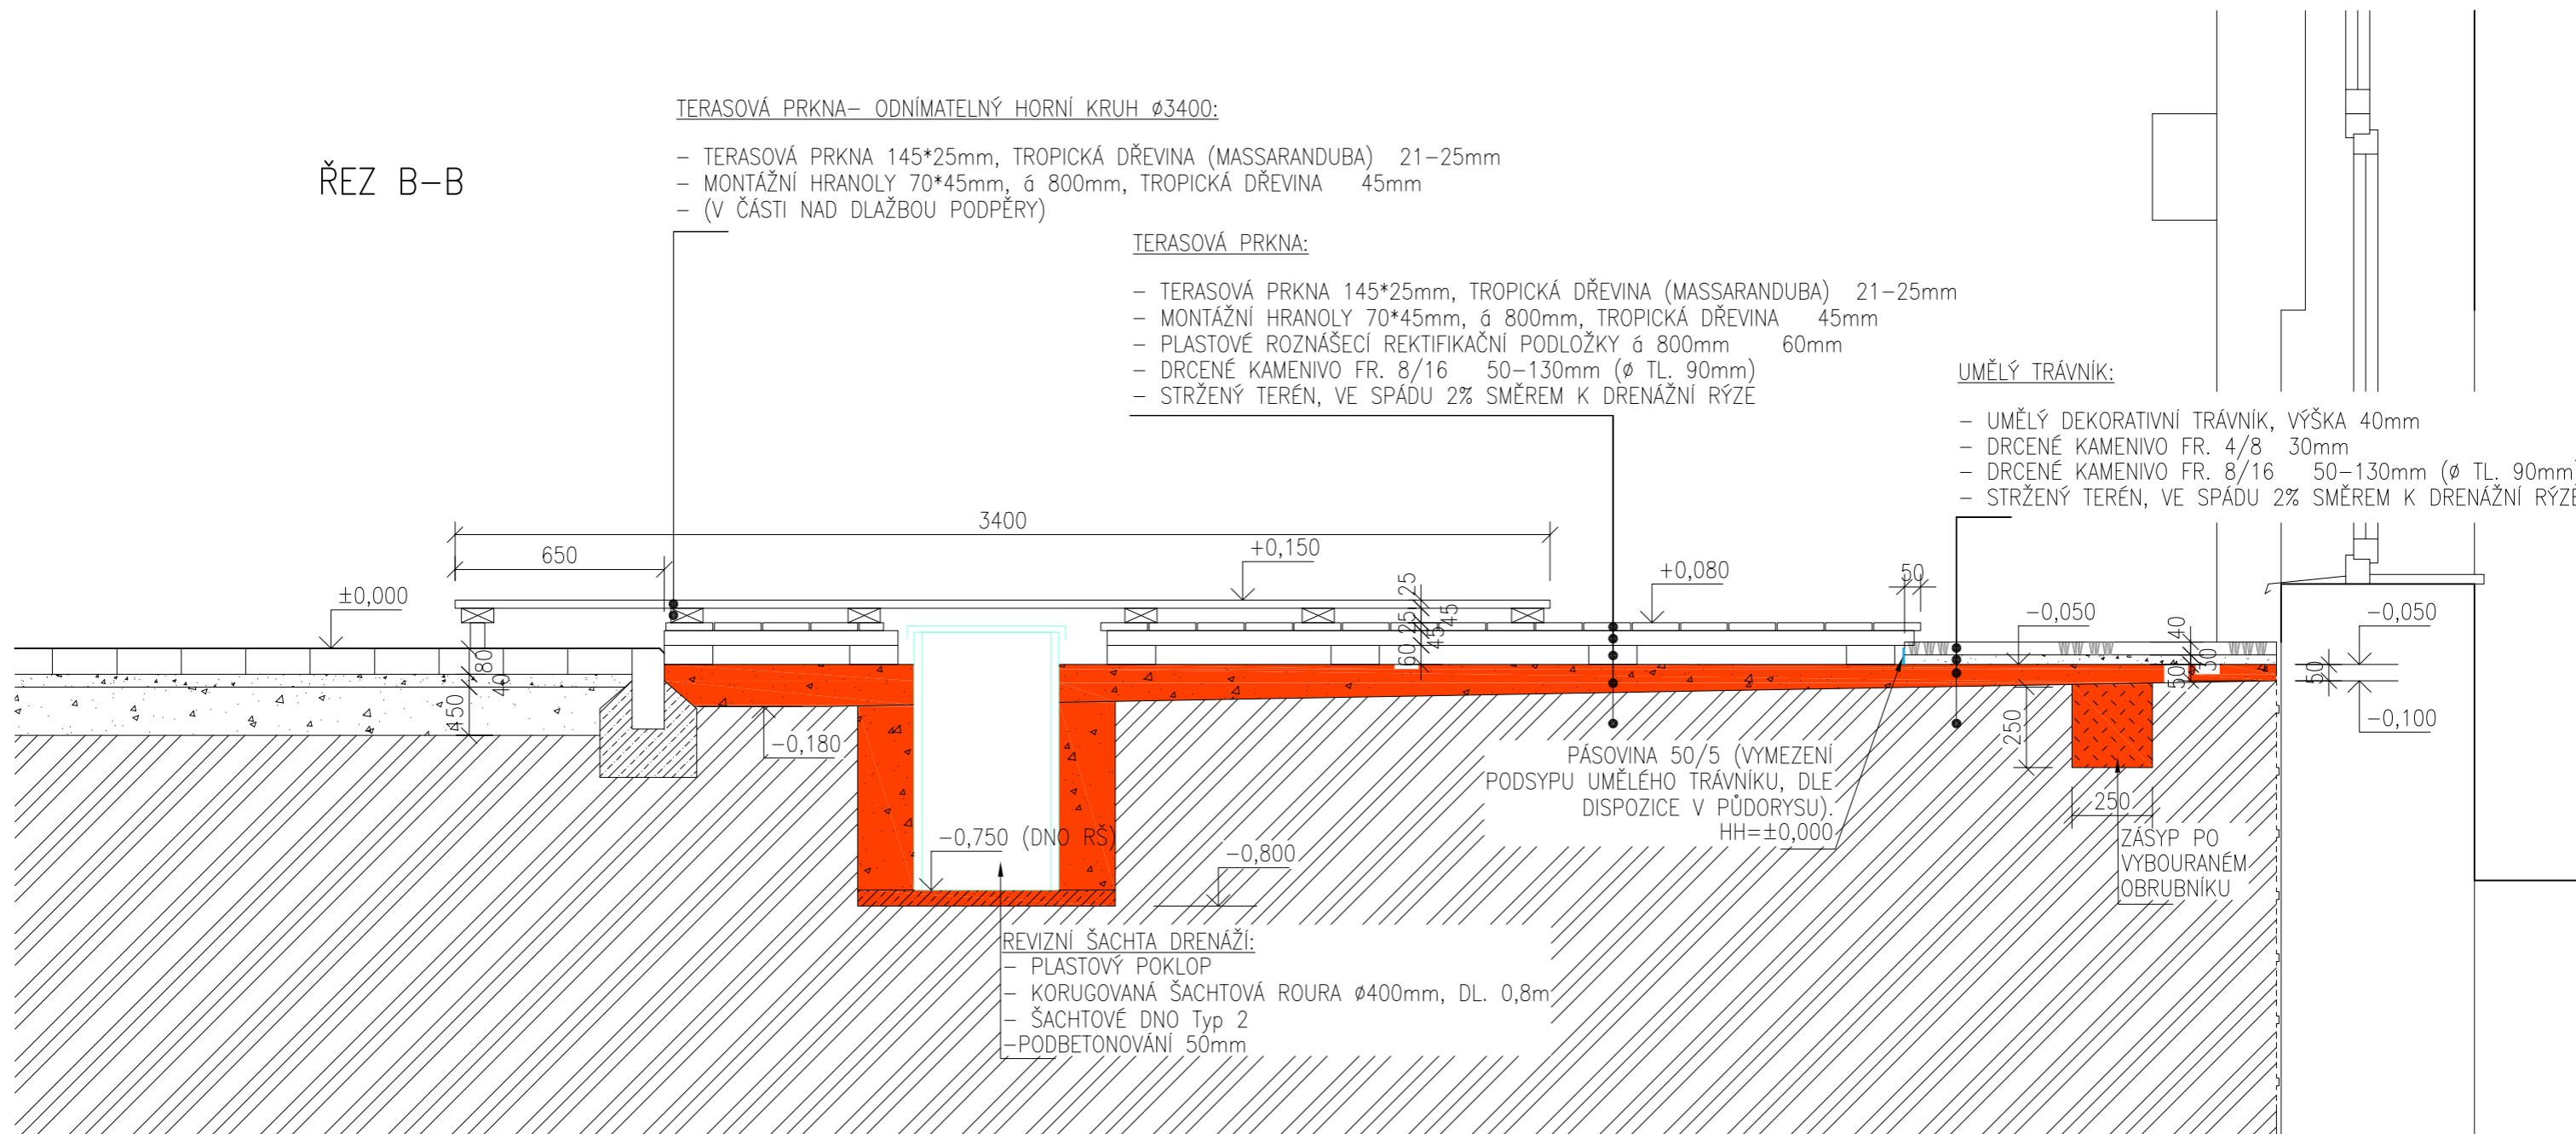 TERASOVÁ PRKNA– ODNÍMATELNÝ HORNÍ KRUH ø3400:
– TERASOVÁ PRKNA 145*25mm, TROPICKÁ DŘEVINA (MASSARANDUBA) 21–25mm
– MONTÁŽNÍ HRANOLY 70*45mm, á 800mm, TROPICKÁ DŘEVINA 45mm
– (V ČÁSTI NAD DLAŽBOU PODPĚRY)
ŘEZ B–B
TERASOVÁ PRKNA:
– TERASOVÁ PRKNA 145*25mm, TROPICKÁ DŘEVINA (MASSARANDUBA) 21–25mm
– MONTÁŽNÍ HRANOLY 70*45mm, á 800mm, TROPICKÁ DŘEVINA 45mm
– PLASTOVÉ ROZNÁŠECÍ REKTIFIKAČNÍ PODLOŽKY á 800mm 60mm
– DRCENÉ KAMENIVO FR. 8/16 50–130mm (ø TL. 90mm)
– STRŽENÝ TERÉN, VE SPÁDU 2% SMĚREM K DRENÁŽNÍ RÝZE
UMĚLÝ TRÁVNÍK:
– UMĚLÝ DEKORATIVNÍ TRÁVNÍK, VÝŠKA 40mm
– DRCENÉ KAMENIVO FR. 4/8 30mm
– DRCENÉ KAMENIVO FR. 8/16 50–130mm (ø TL. 90mm)
– STRŽENÝ TERÉN, VE SPÁDU 2% SMĚREM K DRENÁŽNÍ RÝZE
3400
650
+0,150
+0,080
50
±0,000
25
45
25
45
60
–0,050
–0,050
40
30
50
50
80
40
150
–0,180
–0,100
250
250
PÁSOVINA 50/5 (VYMEZENÍ
PODSYPU UMĚLÉHO TRÁVNÍKU, DLE
DISPOZICE V PŮDORYSU).
HH=±0,000
–0,750 (DNO RŠ)
–0,800
ZÁSYP PO
VYBOURANÉM
OBRUBNÍKU
REVIZNÍ ŠACHTA DRENÁŽÍ:
– PLASTOVÝ POKLOP
– KORUGOVANÁ ŠACHTOVÁ ROURA ø400mm, DL. 0,8m
– ŠACHTOVÉ DNO Typ 2
–PODBETONOVÁNÍ 50mm